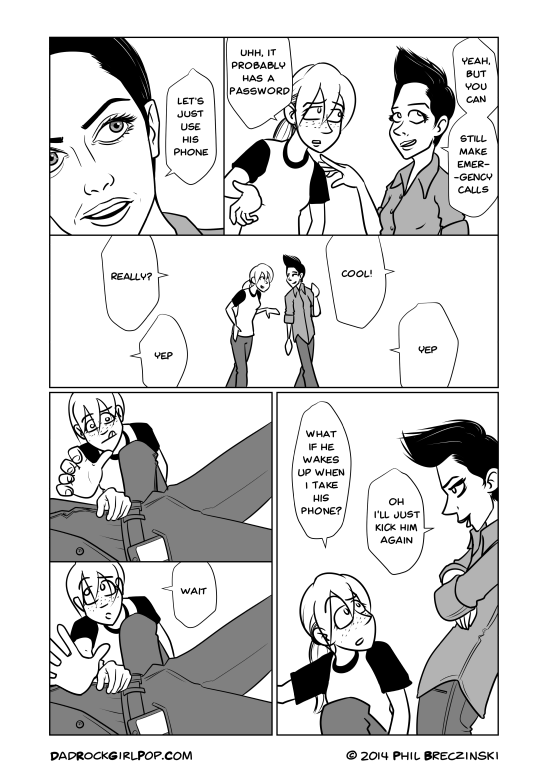 LET'S
JUST
USE
HIS
PHONE
UHH, IT
PROBABLY
HAS A
PASSWORD
YEAH,
BUT
YOU
CAN
STILL
MAKE
EMER-
-GENCY
CALLS
REALLY?
YEP
COOL!
YEP
WAIT
WHAT
IF HE
WAKES
UP WHEN
I TAKE
HIS
PHONE?
OH
I'LL JUST
KICK HIM
AGAIN
DADROCKGIRLPOP.COM
© 2014 PHIL BRECZINSKI